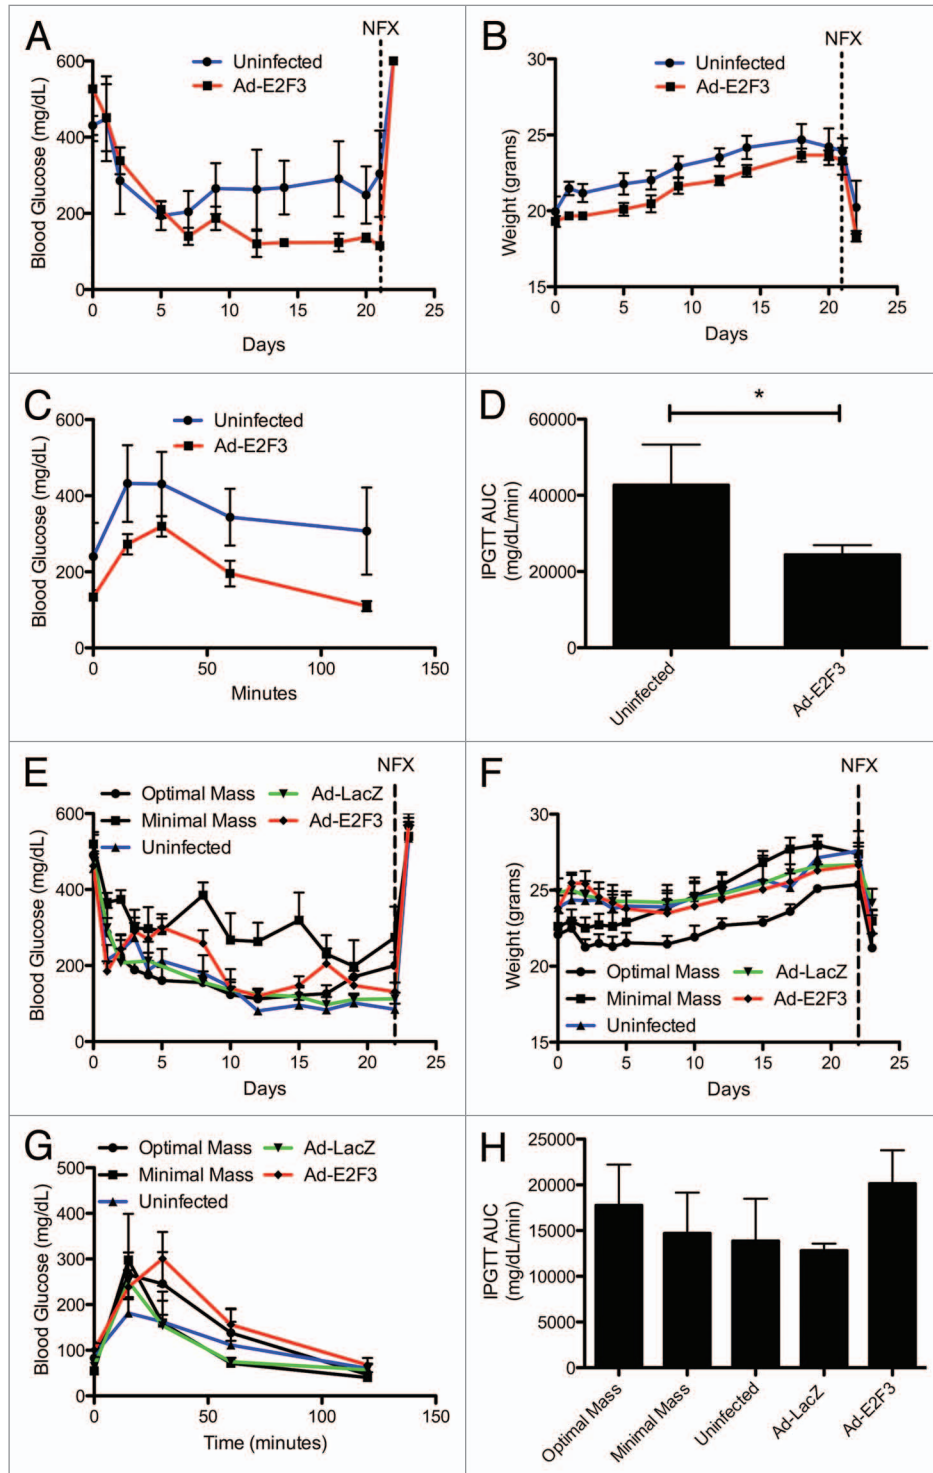 A
NFX
Uninfected
Ad-E2F3
Blood Glucose (mg/dL)
600
400
200
0
0 5 10 15 20 25
Days
B
NFX
Uninfected
Ad-E2F3
Weight (grams)
30
25
20
15
0 5 10 15 20 25
Days
C
Uninfected
Ad-E2F3
Blood Glucose (mg/dL)
600
400
200
0
0 50 100 150
Minutes
D
*
IPGTT AUC
(mg/dL/min)
60000
40000
20000
0
Uninfected
Ad-E2F3
E
NFX
Optimal Mass Ad-LacZ
Minimal Mass Ad-E2F3
Uninfected
Blood Glucose (mg/dL)
600
400
200
0
0 5 10 15 20 25
Days
F
NFX
Weight (grams)
30
25
20
15
Optimal Mass Ad-LacZ
Minimal Mass Ad-E2F3
Uninfected
0 5 10 15 20 25
Days
G
Optimal Mass Ad-LacZ
Minimal Mass Ad-E2F3
Uninfected
Blood Glucose (mg/dL)
500
400
300
200
100
0
0 50 100 150
Time (minutes)
H
IPGTT AUC
(mg/dL/min)
25000
20000
15000
10000
5000
0
Optimal Mass
Minimal Mass
Uninfected
Ad-LacZ
Ad-E2F3